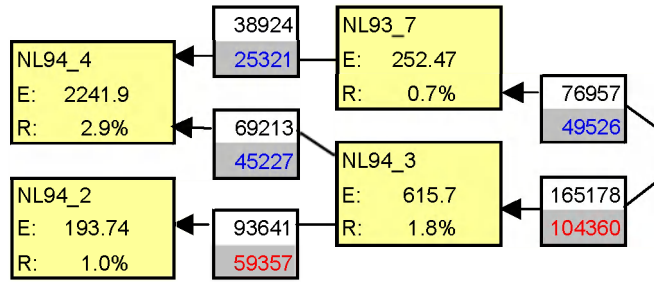 NL94_4
E: 2241.9
R: 2.9%
38924
25321
69213
45227
NL94_2
E: 193.74
R: 1.0%
93641
59357
NL93_7
E: 252.47
R: 0.7%
NL94_3
E: 615.7
R: 1.8%
76957
49526
165178
104360